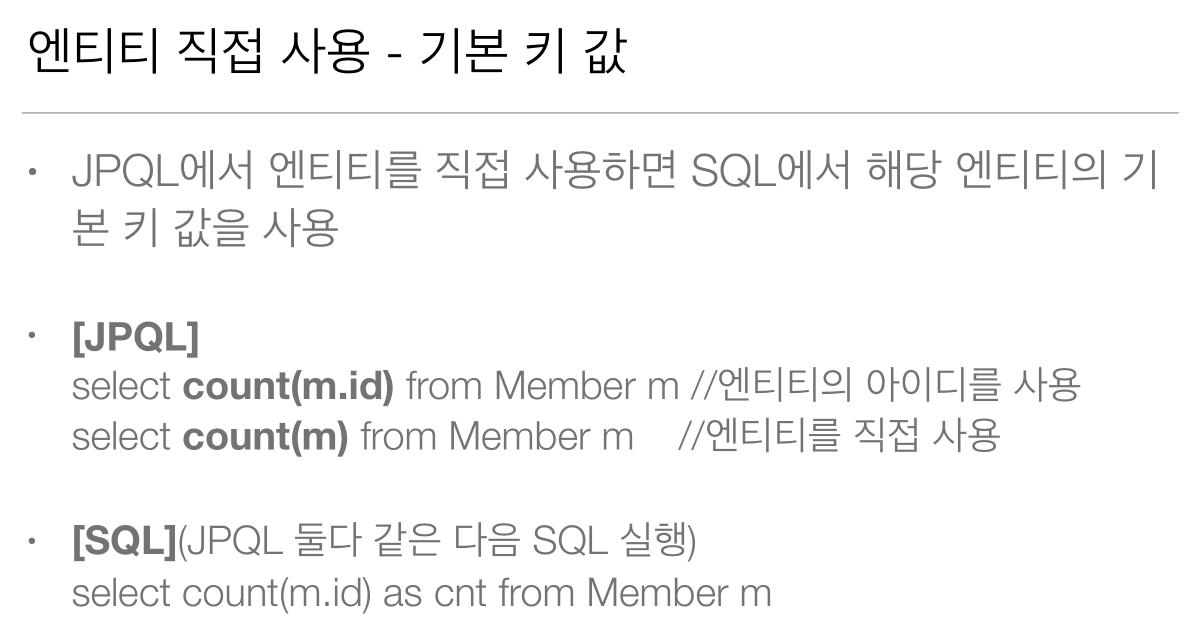 엔티티 직접 사용 - 기본 키 값
• JPQL에서 엔티티를 직접 사용하면 SQL에서 해당 엔티티의 기
본 키 값을 사용
• [JPQL]
select count(m.id) from Member m //엔티티의 아이디를 사용
select count(m) from Member m //엔티티를 직접 사용
• [SQL](JPQL 둘다 같은 다음 SQL 실행)
select count(m.id) as cnt from Member m